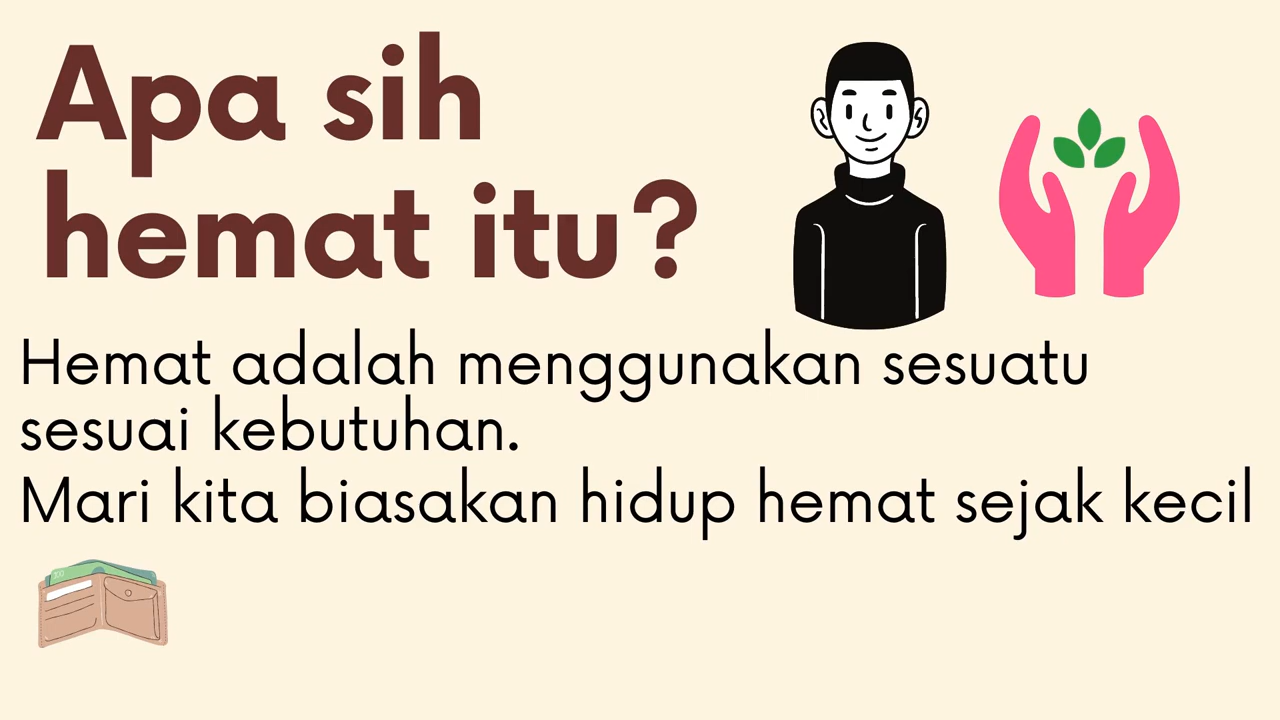 Apa sih
hemat itu?
Hemat adalah menggunakan sesuatu
sesuai kebutuhan.
Mari kita biasakan hidup hemat sejak kecil